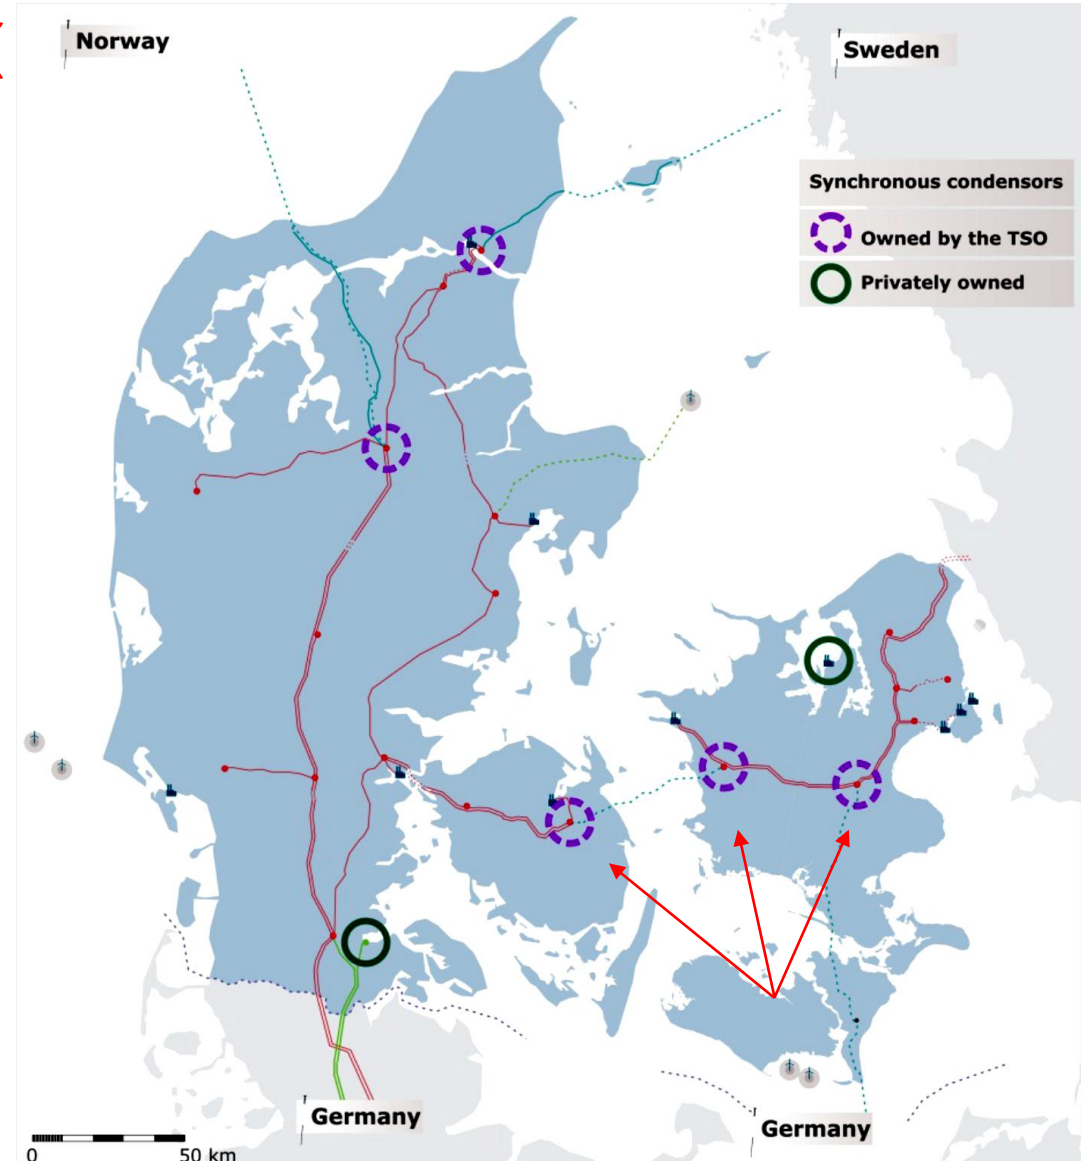 Norway
Sweden
Synchronous condensors
Owned by the TSO
Privately owned
Germany
Germany
0 50 km